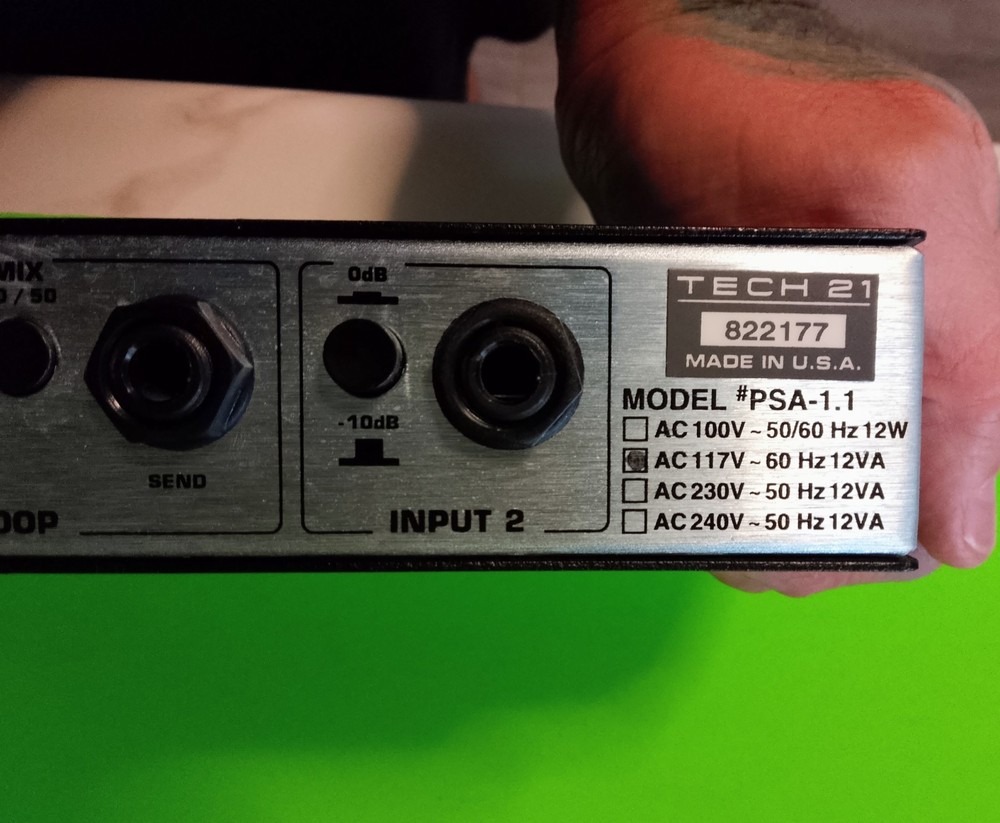 MIX
/ 50
SEND
0dB
-10dB
INPUT 2
TECH 21
822177
MADE IN U.S.A.
MODEL #PSA-1.1
AC 100V ~ 50/60 Hz 12W
AC 117V ~ 60 Hz 12VA
AC 230V ~ 50 Hz 12VA
AC 240V ~ 50 Hz 12VA